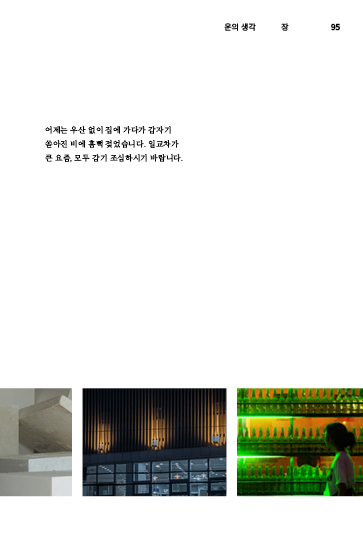 운의 생각 장 95
어제는 우산 없이 집에 가다가 갑자기
쏟아진 비에 흠뻑 젖었습니다. 일교차가
큰 요즘, 모두 감기 조심하시기 바랍니다.